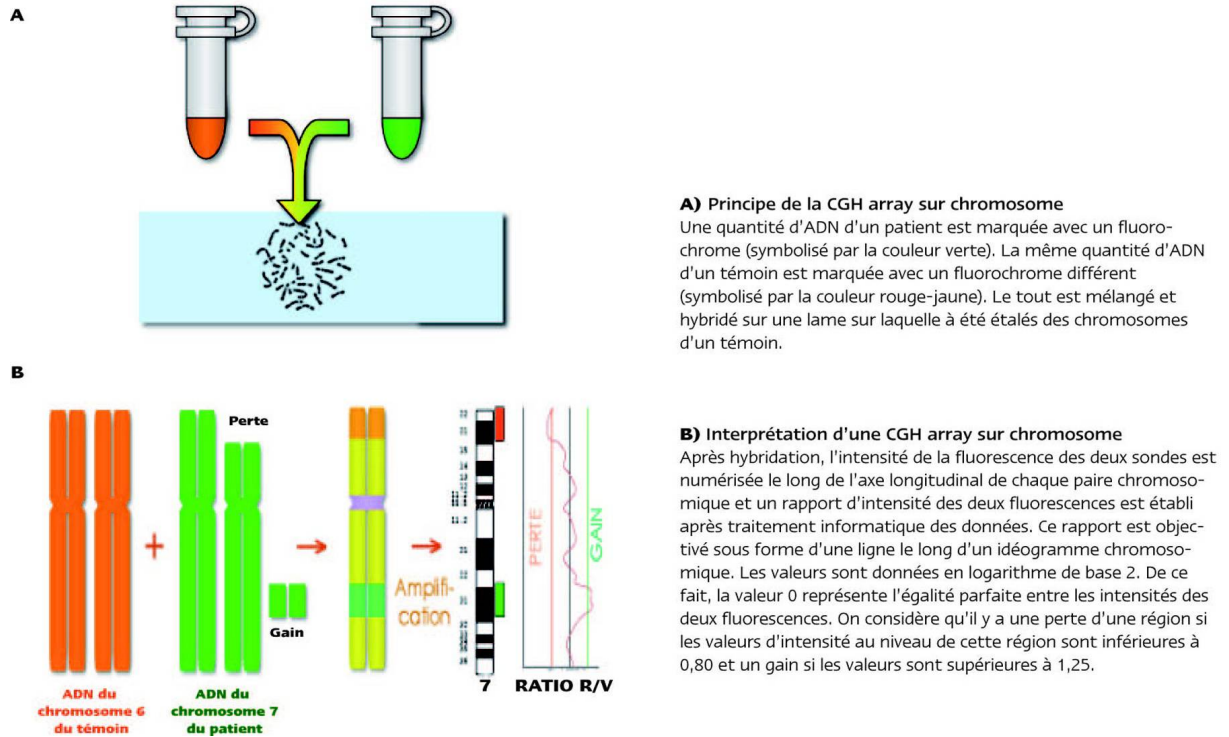 A
A) Principe de la CGH array sur chromosome
Une quantité d'ADN d'un patient est marquée avec un fluoro-
chrome (symbolisé par la couleur verte). La même quantité d'ADN
d'un témoin est marquée avec un fluorochrome différent
(symbolisé par la couleur rouge-jaune). Le tout est mélangé et
hybridé sur une lame sur laquelle à été étalés des chromosomes
d'un témoin.
B
Perte
Gain
+
Amplifi-
cation
PERTE
GAIN
7
RATIO R/V
ADN du
chromosome 6
du témoin
ADN du
chromosome 7
du patient
B) Interprétation d'une CGH array sur chromosome
Après hybridation, l'intensité de la fluorescence des deux sondes est
numérisée le long de l'axe longitudinal de chaque paire chromoso-
mique et un rapport d'intensité des deux fluorescences est établi
après traitement informatique des données. Ce rapport est objec-
tivé sous forme d'une ligne le long d'un idéogramme chromoso-
mique. Les valeurs sont données en logarithme de base 2. De ce
fait, la valeur 0 représente l'égalité parfaite entre les intensités des
deux fluorescences. On considère qu'il y a une perte d'une région si
les valeurs d'intensité au niveau de cette région sont inférieures à
0,80 et un gain si les valeurs sont supérieures à 1,25.